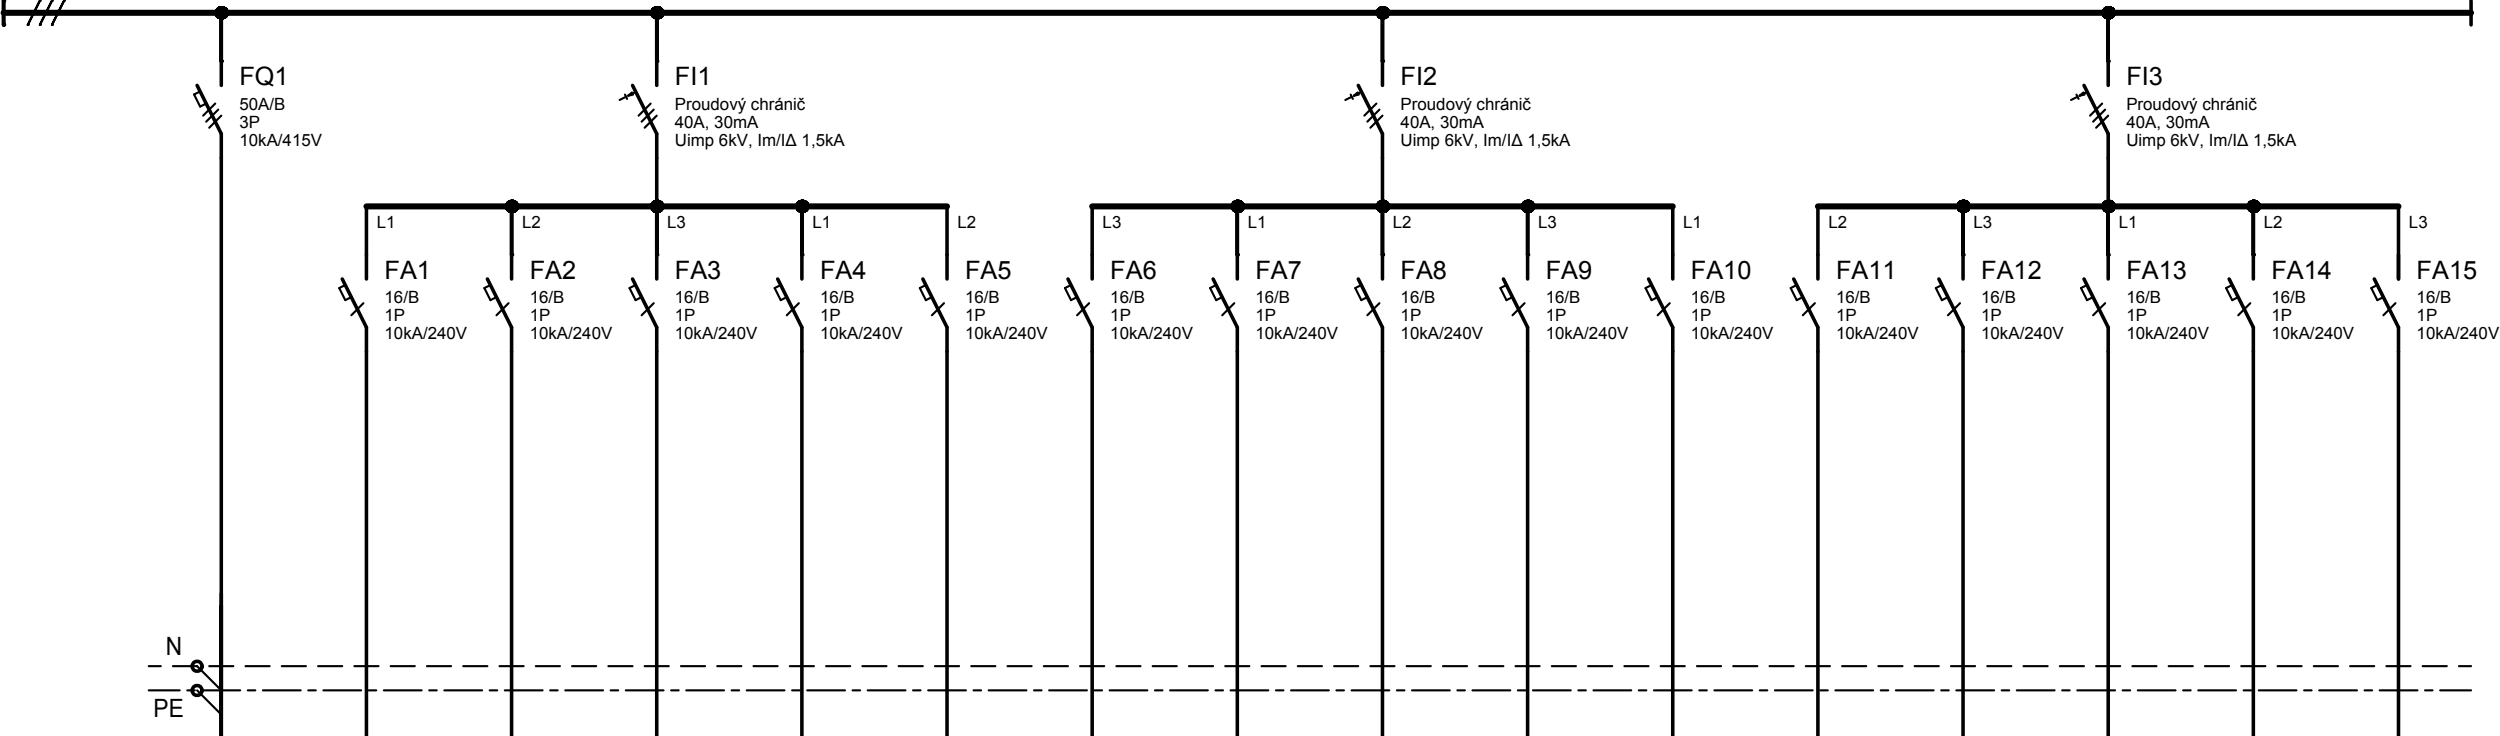 FQ1
50A/B
3P
10kA/415V
FI1
Proudový chránič
40A, 30mA
Uimp 6kV, Im/IΔ 1,5kA
FI2
Proudový chránič
40A, 30mA
Uimp 6kV, Im/IΔ 1,5kA
FI3
Proudový chránič
40A, 30mA
Uimp 6kV, Im/IΔ 1,5kA
L1
FA1
16/B
1P
10kA/240V
L2
FA2
16/B
1P
10kA/240V
L3
FA3
16/B
1P
10kA/240V
L1
FA4
16/B
1P
10kA/240V
L2
FA5
16/B
1P
10kA/240V
L3
FA6
16/B
1P
10kA/240V
L1
FA7
16/B
1P
10kA/240V
L2
FA8
16/B
1P
10kA/240V
L3
FA9
16/B
1P
10kA/240V
L1
FA10
16/B
1P
10kA/240V
L2
FA11
16/B
1P
10kA/240V
L3
FA12
16/B
1P
10kA/240V
L1
FA13
16/B
1P
10kA/240V
L2
FA14
16/B
1P
10kA/240V
L3
FA15
16/B
1P
10kA/240V
N
PE